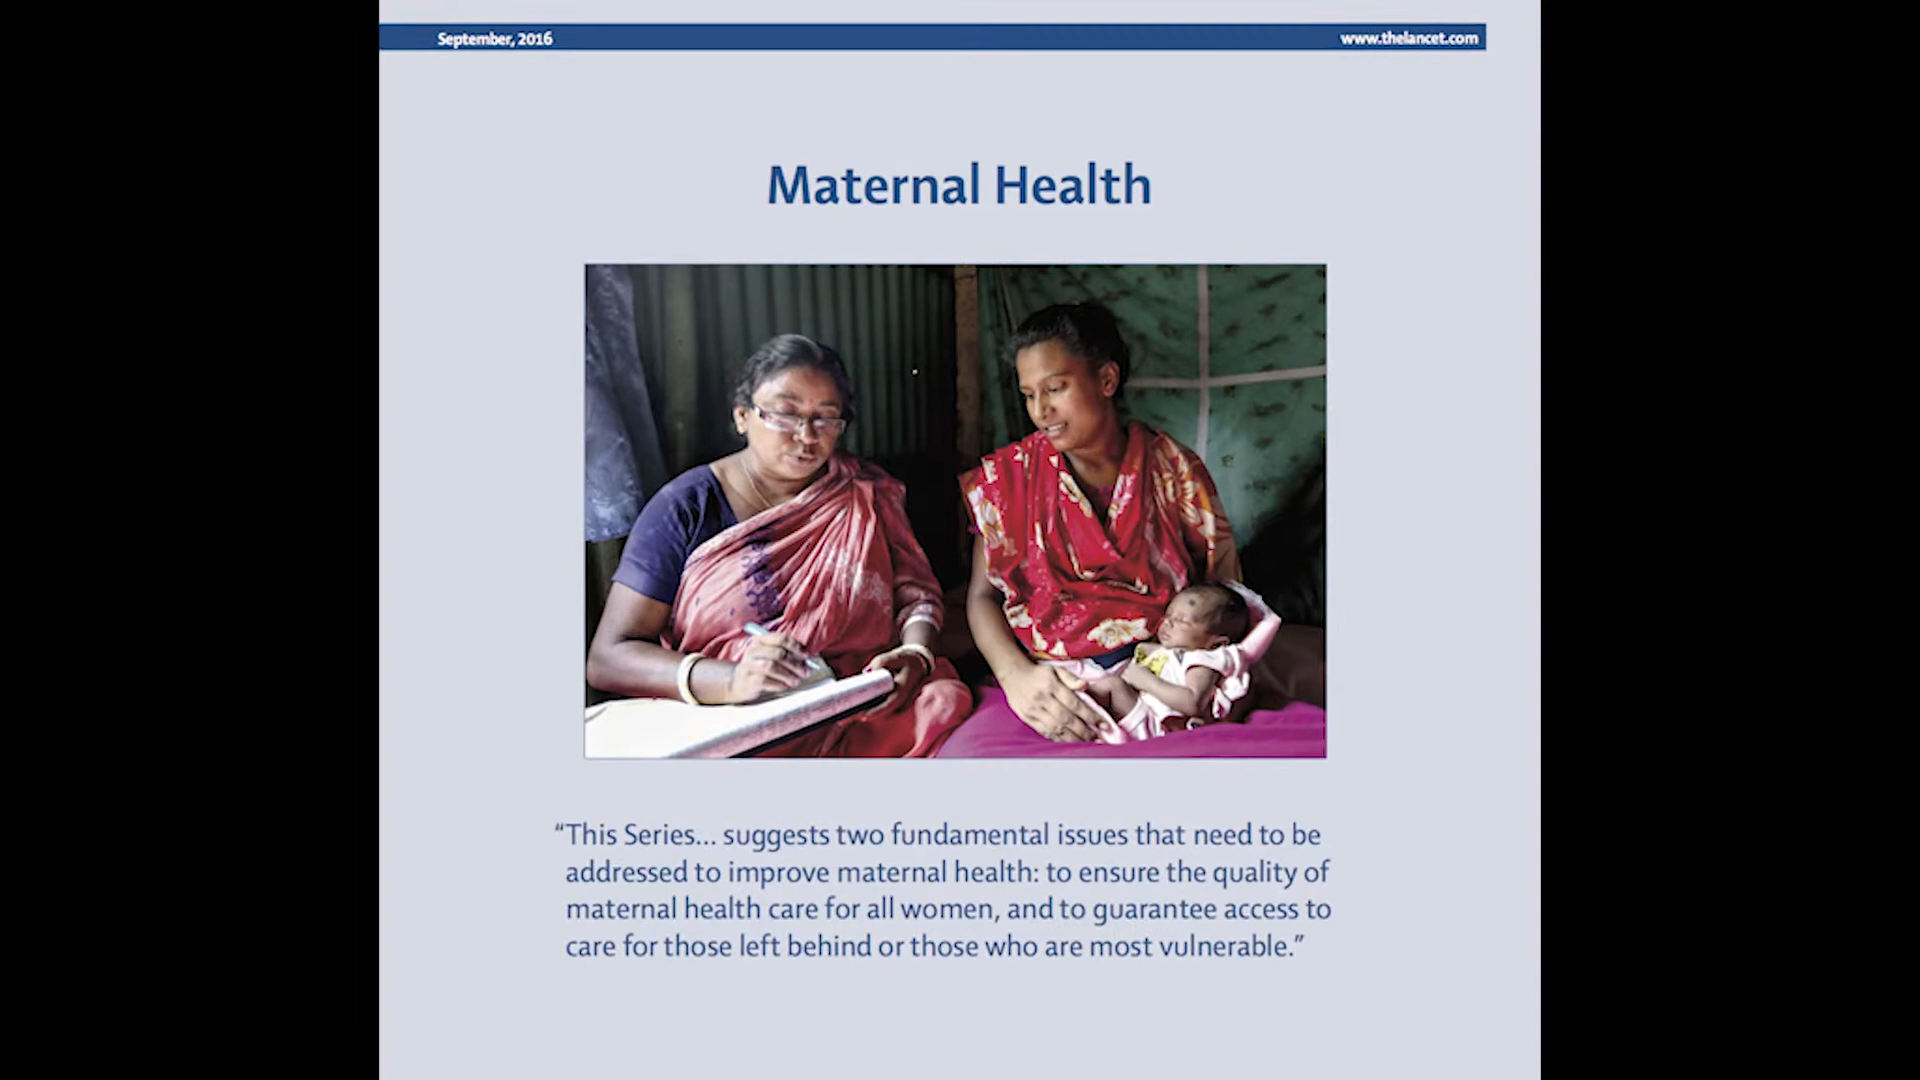 September, 2016
www.thelancet.com
Maternal Health
“This Series... suggests two fundamental issues that need to be
addressed to improve maternal health: to ensure the quality of
maternal health care for all women, and to guarantee access to
care for those left behind or those who are most vulnerable.”